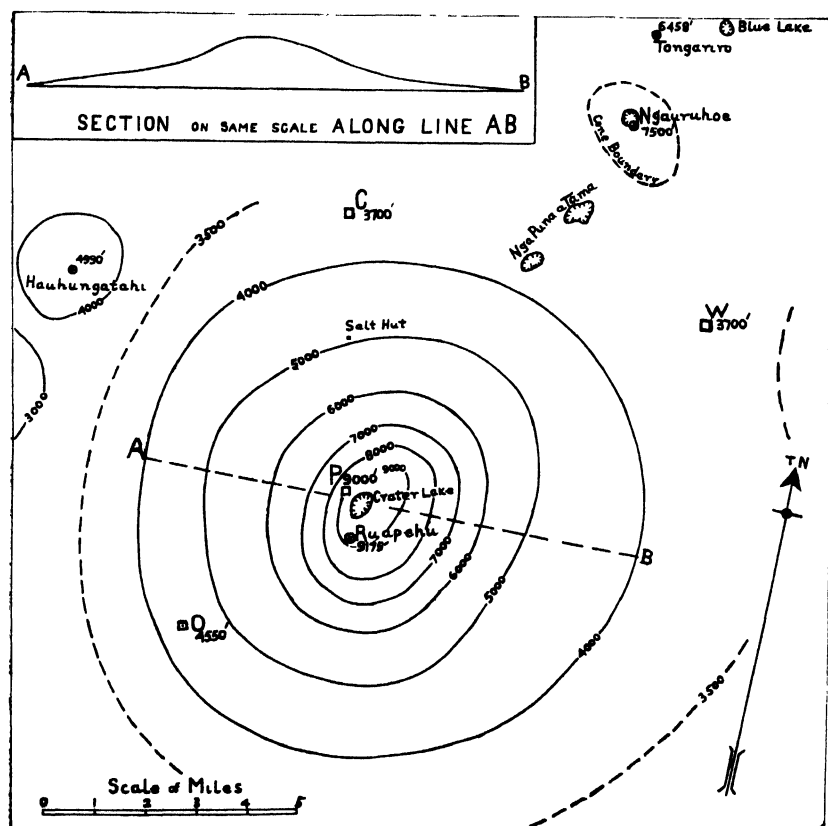 A
B
SECTION ON SAME SCALE ALONG LINE AB
6458'
Tongariro
Blue Lake
Ngauruhoe
7500'
Cone Boundary
Nga Puna a Tama
C
3700'
3500
4990'
Hauhungatahi
4000
4000
W
3700'
Salt Hut
5000
3000
6000
7000
8000
A
P
9000'
9000
Crater Lake
Ruapehu
9175'
7000
6000
5000
4000
B
TN
O
4550'
3500
Scale of Miles
0 1 2 3 4 5